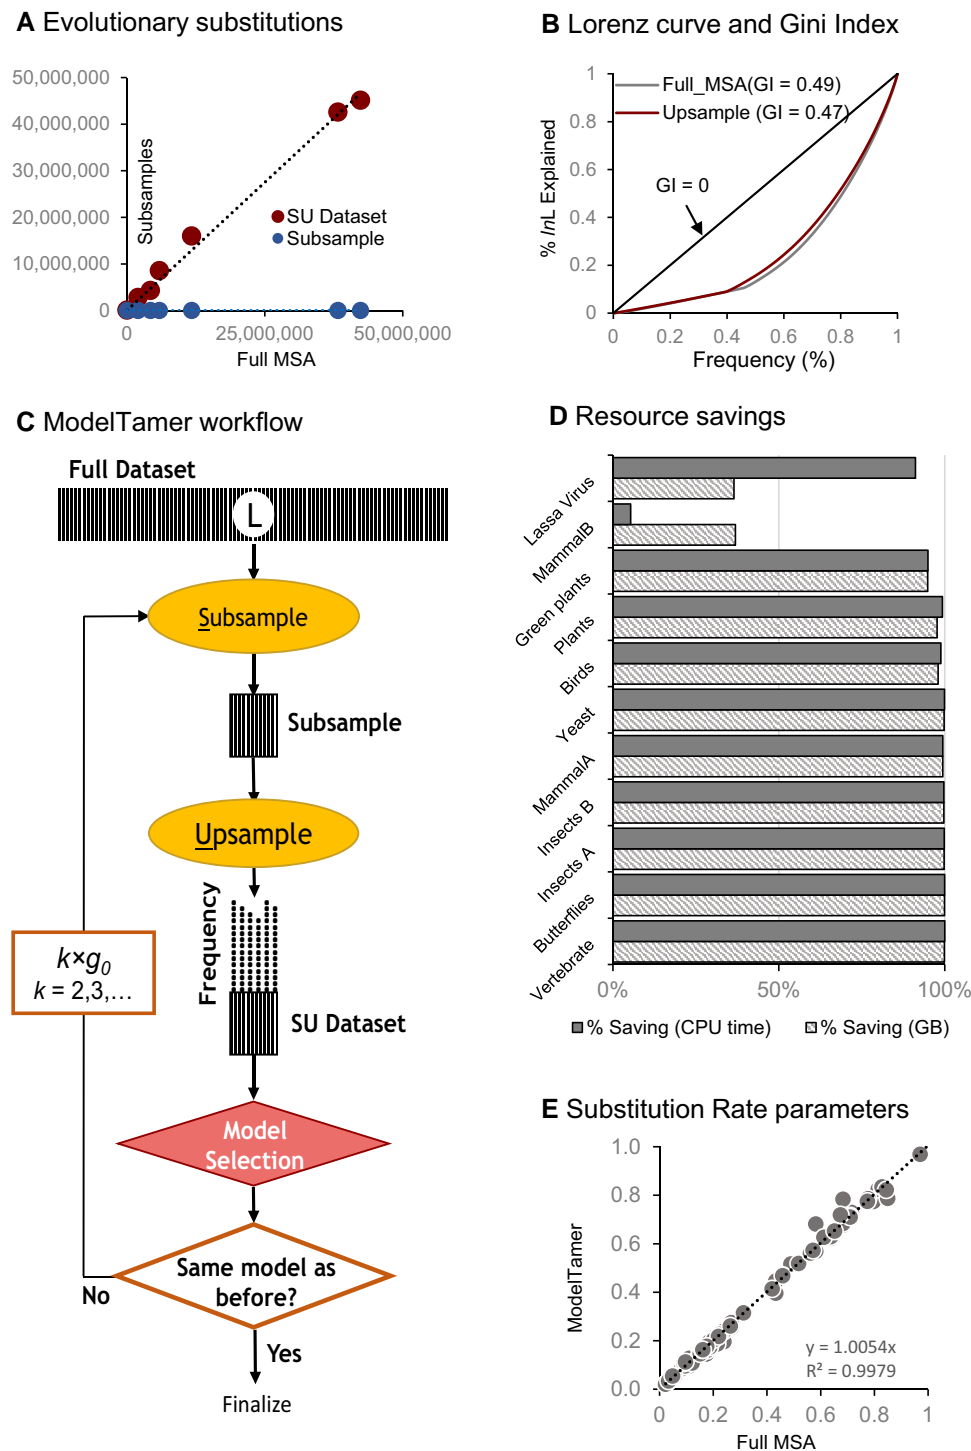 A Evolutionary substitutions
50,000,000
40,000,000
30,000,000
20,000,000
10,000,000
0
Subsamples
SU Dataset
Subsample
0
25,000,000
50,000,000
Full MSA
B Lorenz curve and Gini Index
1
0.8
0.6
0.4
0.2
0
% lnL Explained
Full_MSA(GI = 0.49)
Upsample (GI = 0.47)
GI = 0
0
0.2
0.4
0.6
0.8
1
Frequency (%)
C ModelTamer workflow
Full Dataset
L
Subsample
Subsample
Upsample
Frequency
SU Dataset
k×g0
k = 2,3,…
Model
Selection
Same model as
before?
No
Yes
Finalize
D Resource savings
Lassa Virus
MammalB
Green plants
Plants
Birds
Yeast
MammalA
Insects B
Insects A
Butterflies
Vertebrate
0%
50%
100%
% Saving (CPU time)
% Saving (GB)
E Substitution Rate parameters
1.0
0.8
0.6
0.4
0.2
0.0
ModelTamer
y = 1.0054x
R² = 0.9979
0
0.2
0.4
0.6
0.8
1
Full MSA